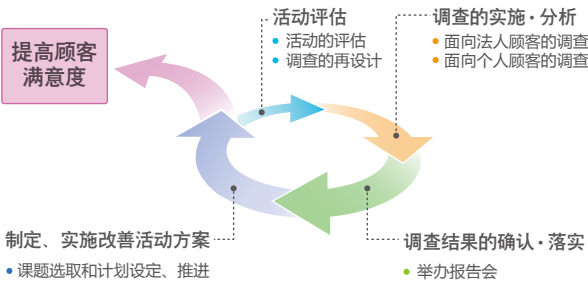 提高顾客
满意度
活动评估
• 活动的评估
• 调查的再设计
调查的实施·分析
• 面向法人顾客的调查
• 面向个人顾客的调查
制定、实施改善活动方案
• 课题选取和计划设定、推进
调查结果的确认·落实
• 举办报告会